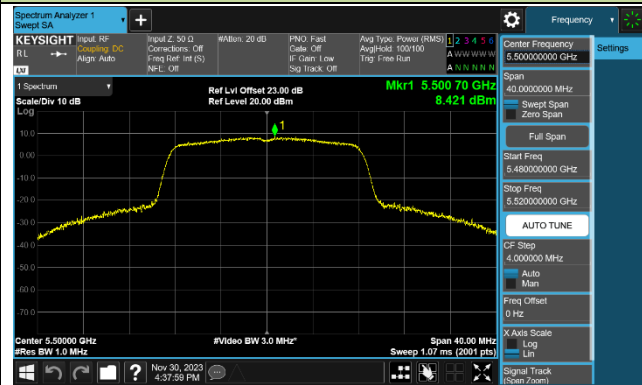 Spectrum Analyzer 1
Swept SA
Frequency
KEYSIGHT
RL
LXI
Input: RF
Coupling: DC
Align: Auto
Input Z: 50 Ω
Corrections: Off
Freq Ref: Int (S)
NFE: Off
#Atten: 20 dB
PNO: Fast
Gate: Off
IF Gain: Low
Sig Track: Off
Avg Type: Power (RMS)
Avg|Hold: 100/100
Trig: Free Run
1 2 3 4 5 6
A W W W W W
A N N N N N
1 Spectrum
Scale/Div 10 dB
Log
Ref Lvl Offset 23.00 dB
Ref Level 20.00 dBm
Mkr1 5.500 70 GHz
8.421 dBm
1
10.0
0.00
-10.0
-20.0
-30.0
-40.0
-50.0
-60.0
-70.0
Center 5.50000 GHz
#Res BW 1.0 MHz
#Video BW 3.0 MHz*
Span 40.00 MHz
Sweep 1.07 ms (2001 pts)
Nov 30, 2023
4:37:59 PM
Center Frequency
5.500000000 GHz
Span
40.0000000 MHz
Swept Span
Zero Span
Full Span
Start Freq
5.480000000 GHz
Stop Freq
5.520000000 GHz
AUTO TUNE
CF Step
4.000000 MHz
Auto
Man
Freq Offset
0 Hz
X Axis Scale
Log
Lin
Signal Track
(Span Zoom)
Settings